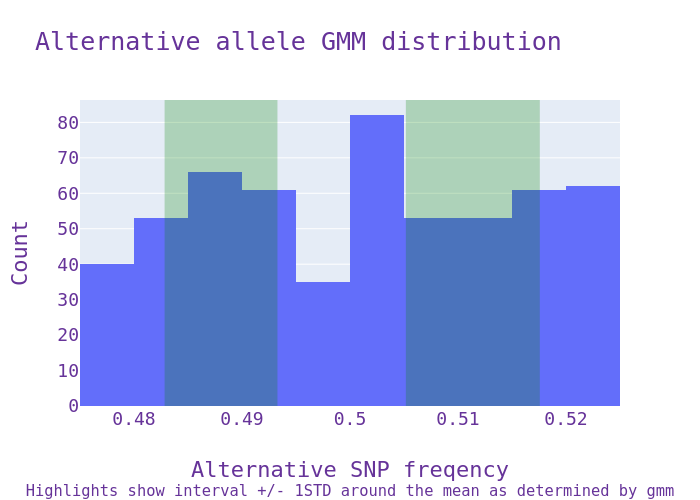 Alternative allele GMM distribution
Count
80
70
60
50
40
30
20
10
0
0.48 0.49 0.5 0.51 0.52
Alternative SNP freqency
Highlights show interval +/- 1STD around the mean as determined by gmm